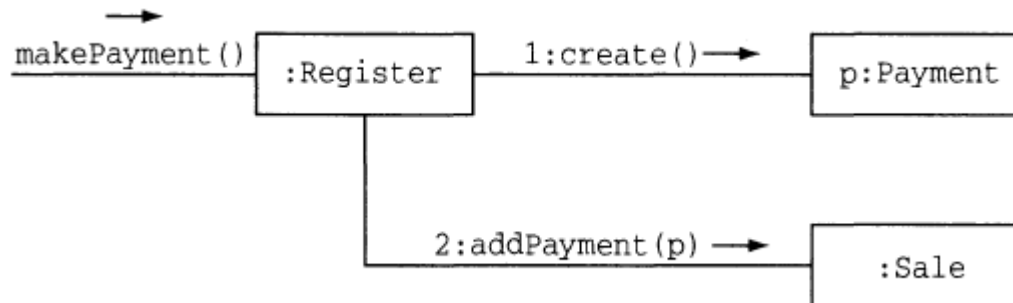 makePayment()
:Register
1:create()
p:Payment
2:addPayment(p)
:Sale